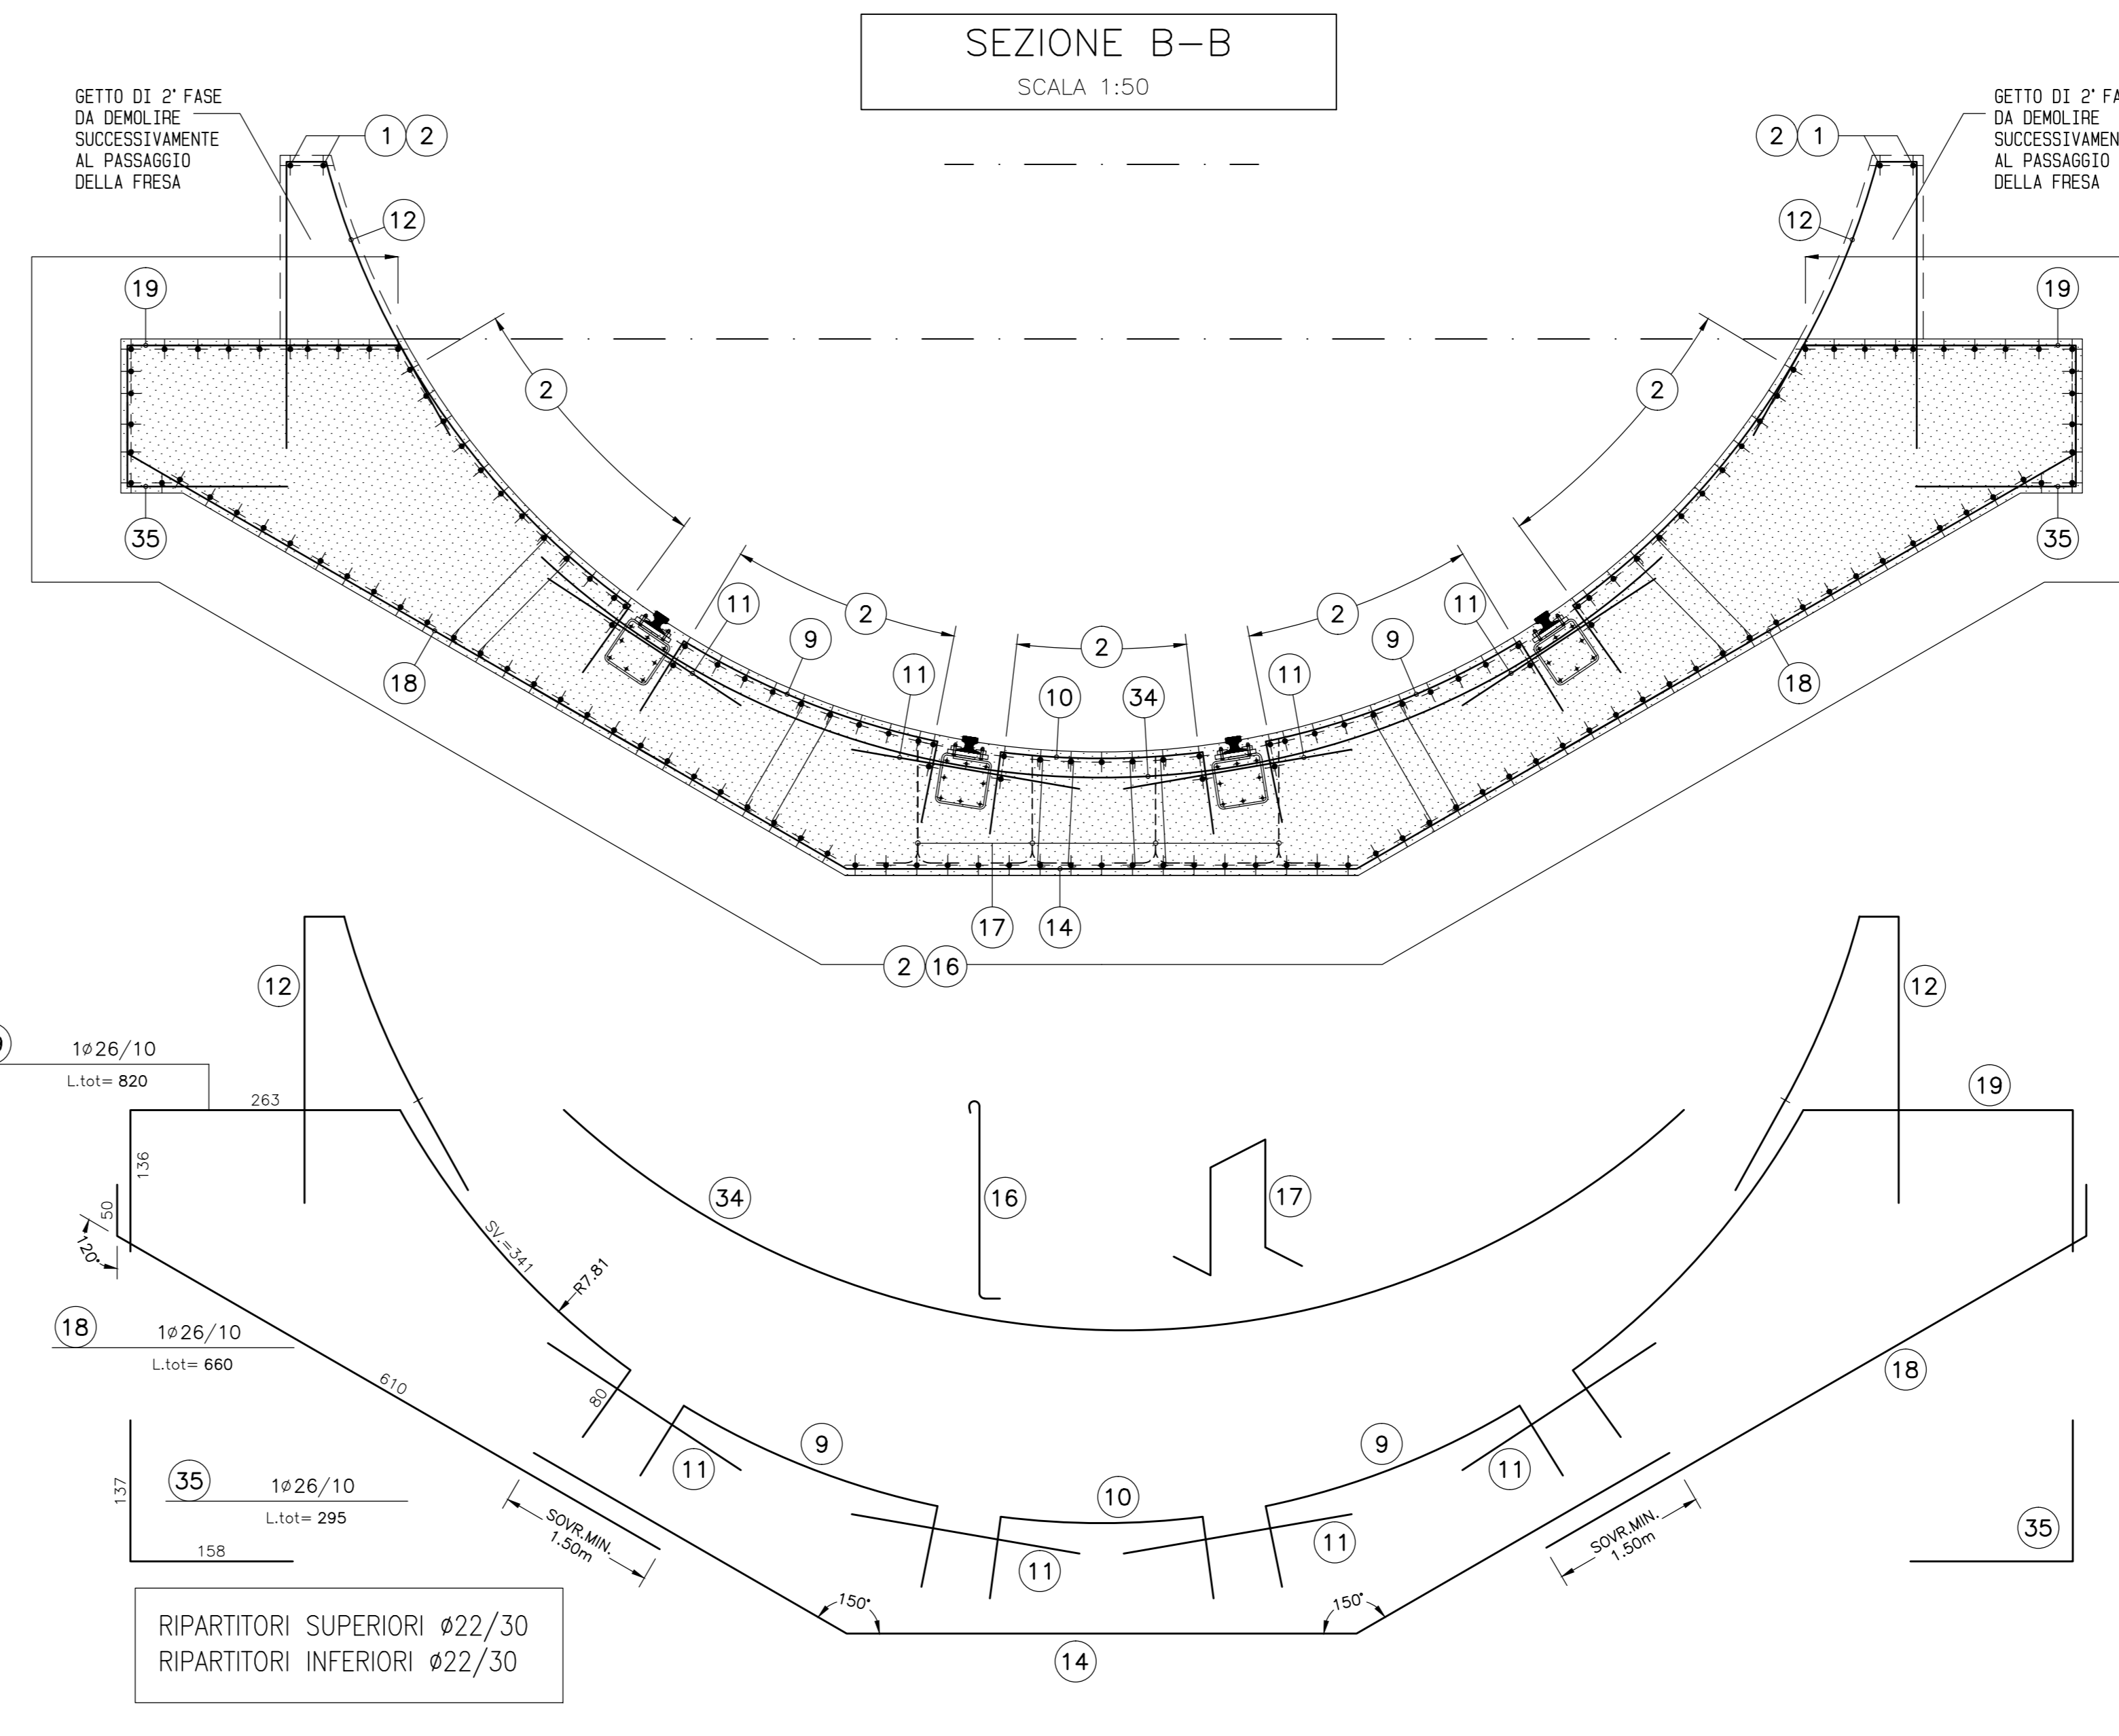 SEZIONE B–B
SCALA 1:50
GETTO DI 2° FASE
DA DEMOLIRE
SUCCESSIVAMENTE
AL PASSAGGIO
DELLA FRESA
1 2
12
2 1
12
GETTO DI 2° FA
DA DEMOLIRE
SUCCESSIVAMEN
AL PASSAGGIO
DELLA FRESA
19
19
2
2
35
35
11
2
2
11
9
9
2
18
18
11
10
34
11
17
14
2 16
12
12
1ø26/10
L.tot= 820
263
19
136
50
120°
SV.=341
R7.81
34
16
17
18
1ø26/10
L.tot= 660
610
80
18
9
9
11
11
137
35
1ø26/10
L.tot= 295
158
SOVR.MIN.
1.50m
10
11
11
SOVR.MIN.
1.50m
35
150°
150°
14
RIPARTITORI SUPERIORI ø22/30
RIPARTITORI INFERIORI ø22/30